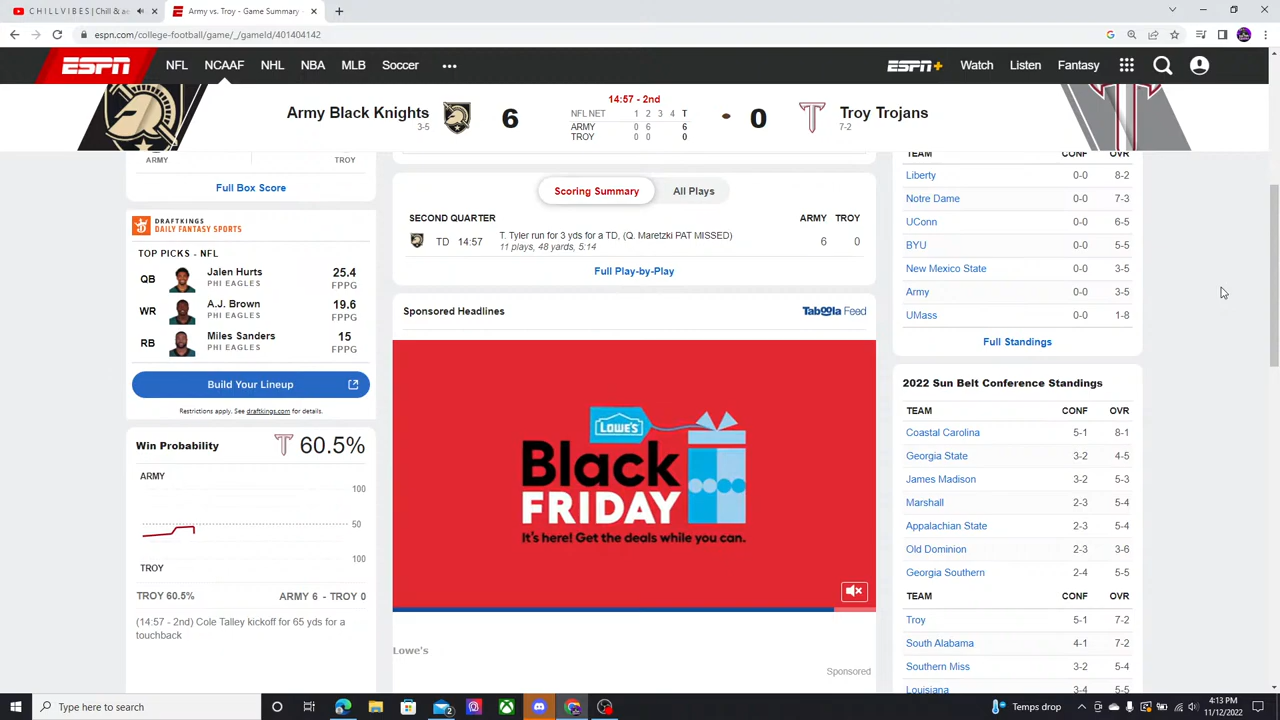 C H I L L V I B E S | Chill & ae
Army vs. Troy - Game Summary -
espn.com/college-football/game/_/gameId/401404142
ESPN
NFL NCAAF NHL NBA MLB Soccer
ESPN+ Watch Listen Fantasy
Army Black Knights
3-5
6
14:57 - 2nd
NFL NET 1 2 3 4 T
ARMY 0 6 6
TROY 0 0 0
0
Troy Trojans
7-2
ARMY TROY
Full Box Score
DRAFTKINGS
DAILY FANTASY SPORTS
TOP PICKS - NFL
QB Jalen Hurts 25.4
PHI EAGLES FPPG
WR A.J. Brown 19.6
PHI EAGLES FPPG
RB Miles Sanders 15
PHI EAGLES FPPG
Build Your Lineup
Restrictions apply. See draftkings.com for details.
Win Probability T 60.5%
ARMY
100
50
100
TROY
TROY 60.5% ARMY 6 - TROY 0
(14:57 - 2nd) Cole Talley kickoff for 65 yds for a
touchback
Scoring Summary All Plays
SECOND QUARTER ARMY TROY
TD 14:57 T. Tyler run for 3 yds for a TD, (Q. Maretzki PAT MISSED) 6 0
11 plays, 48 yards, 5:14
Full Play-by-Play
Sponsored Headlines
Taboola Feed
LOWE'S
Black
FRIDAY
It's here! Get the deals while you can.
Lowe's
Sponsored
TEAM CONF OVR
Liberty 0-0 8-2
Notre Dame 0-0 7-3
UConn 0-0 6-5
BYU 0-0 5-5
New Mexico State 0-0 3-5
Army 0-0 3-5
UMass 0-0 1-8
Full Standings
2022 Sun Belt Conference Standings
TEAM CONF OVR
Coastal Carolina 5-1 8-1
Georgia State 3-2 4-5
James Madison 3-2 5-3
Marshall 2-3 5-4
Appalachian State 2-3 5-4
Old Dominion 2-3 3-6
Georgia Southern 2-4 5-5
TEAM CONF OVR
Troy 5-1 7-2
South Alabama 4-1 7-2
Southern Miss 3-2 5-4
Louisiana 3-4 5-5
Type here to search
2
Temps drop
4:13 PM
11/12/2022